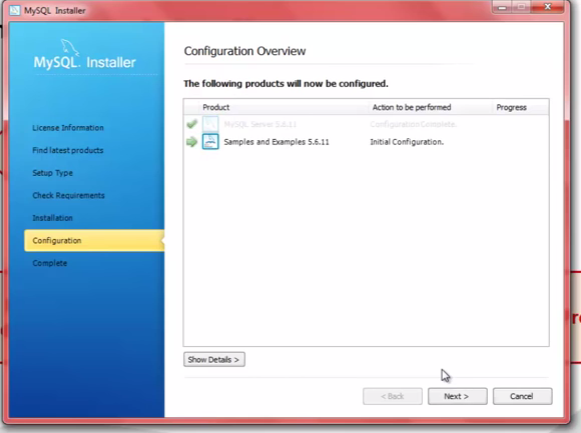 MySQL Installer
MySQL. Installer
License Information
Find latest products
Setup Type
Check Requirements
Installation
Configuration
Complete
Configuration Overview
The following products will now be configured.
Product Action to be performed Progress
MySQL Server 5.6.11 Configuration Complete.
Samples and Examples 5.6.11 Initial Configuration.
Show Details >
< Back Next > Cancel